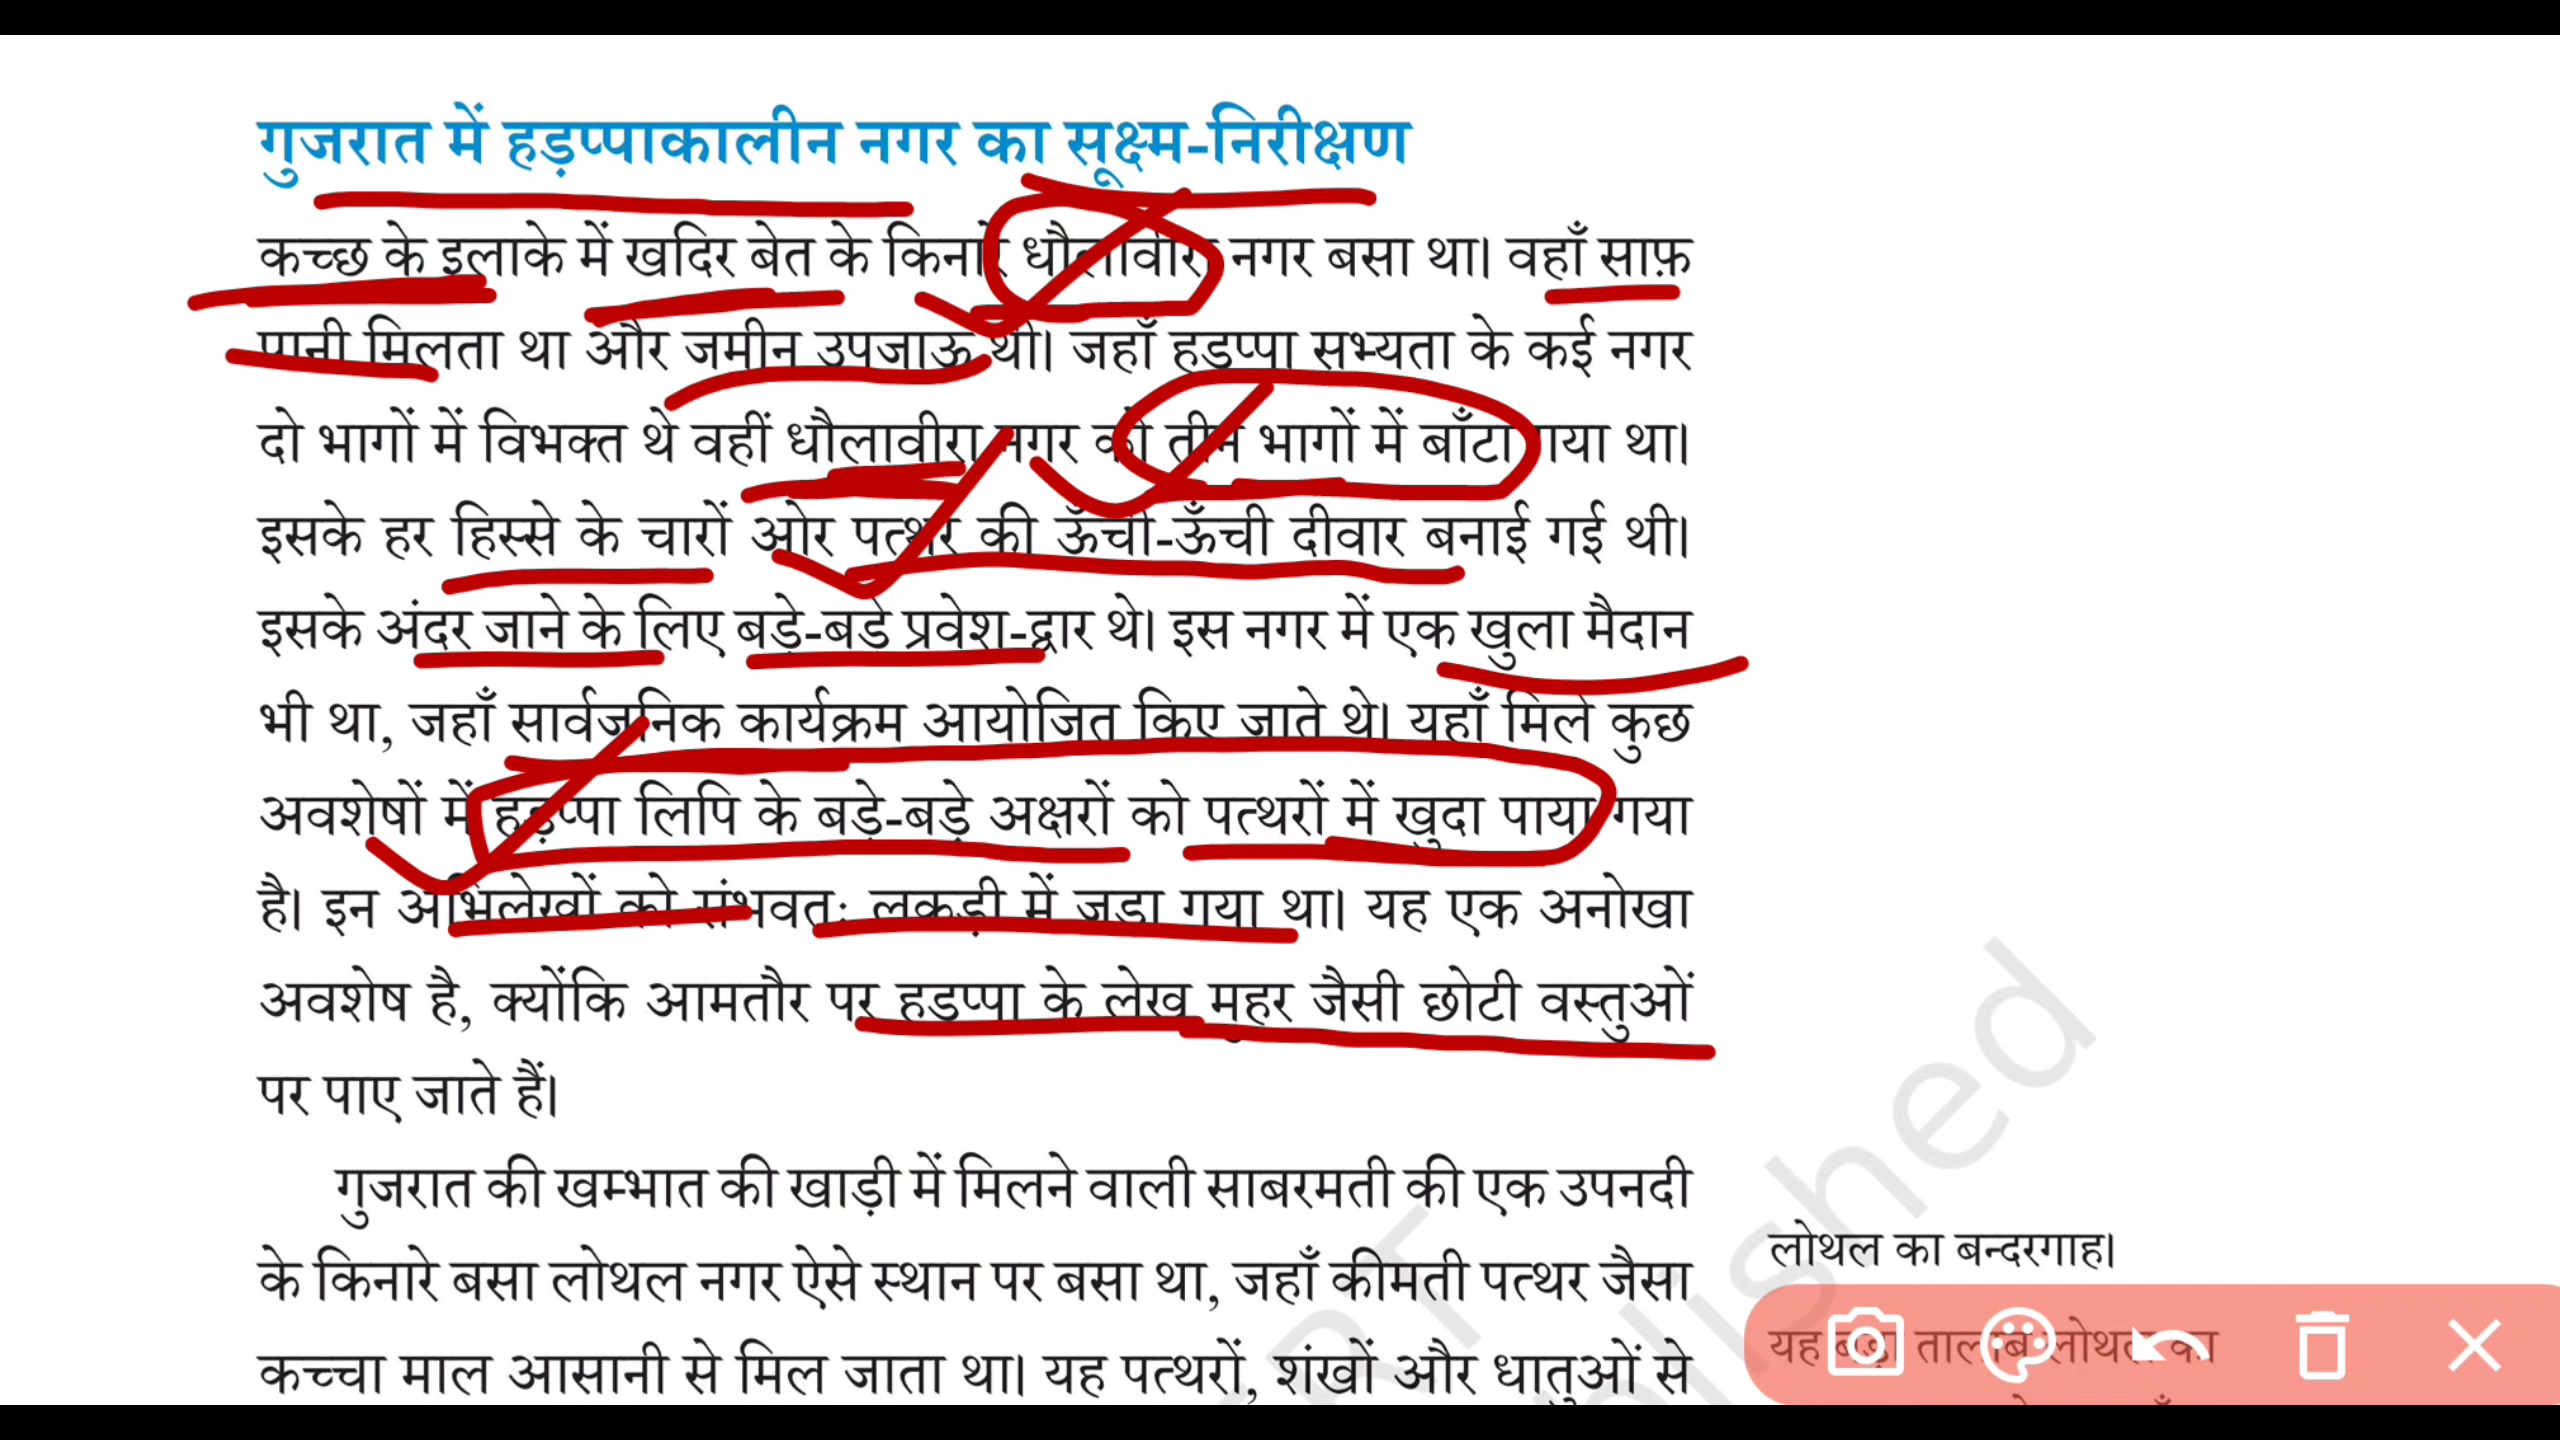 गुजरात में हड़प्पाकालीन नगर का सूक्ष्म-निरीक्षण
कच्छ के इलाके में खदिर बेत के किनारे धौलावीरा नगर बसा था। वहाँ साफ़
पानी मिलता था और जमीन उपजाऊ थी। जहाँ हड़प्पा सभ्यता के कई नगर
दो भागों में विभक्त थे वहीं धौलावीरा नगर को तीन भागों में बाँटा गया था।
इसके हर हिस्से के चारों ओर पत्थर की ऊँची-ऊँची दीवार बनाई गई थी।
इसके अंदर जाने के लिए बड़े-बड़े प्रवेश-द्वार थे। इस नगर में एक खुला मैदान
भी था, जहाँ सार्वजनिक कार्यक्रम आयोजित किए जाते थे। यहाँ मिले कुछ
अवशेषों में हड़प्पा लिपि के बड़े-बड़े अक्षरों को पत्थरों में खुदा पाया गया
है। इन अभिलेखों को संभवतः लकड़ी में जड़ा गया था। यह एक अनोखा
अवशेष है, क्योंकि आमतौर पर हड़प्पा के लेख मुहर जैसी छोटी वस्तुओं
पर पाए जाते हैं।
गुजरात की खम्भात की खाड़ी में मिलने वाली साबरमती की एक उपनदी
के किनारे बसा लोथल नगर ऐसे स्थान पर बसा था, जहाँ कीमती पत्थर जैसा
कच्चा माल आसानी से मिल जाता था। यह पत्थरों, शंखों और धातुओं से
लोथल का बन्दरगाह।
यह बड़ा तालाब लोथल का